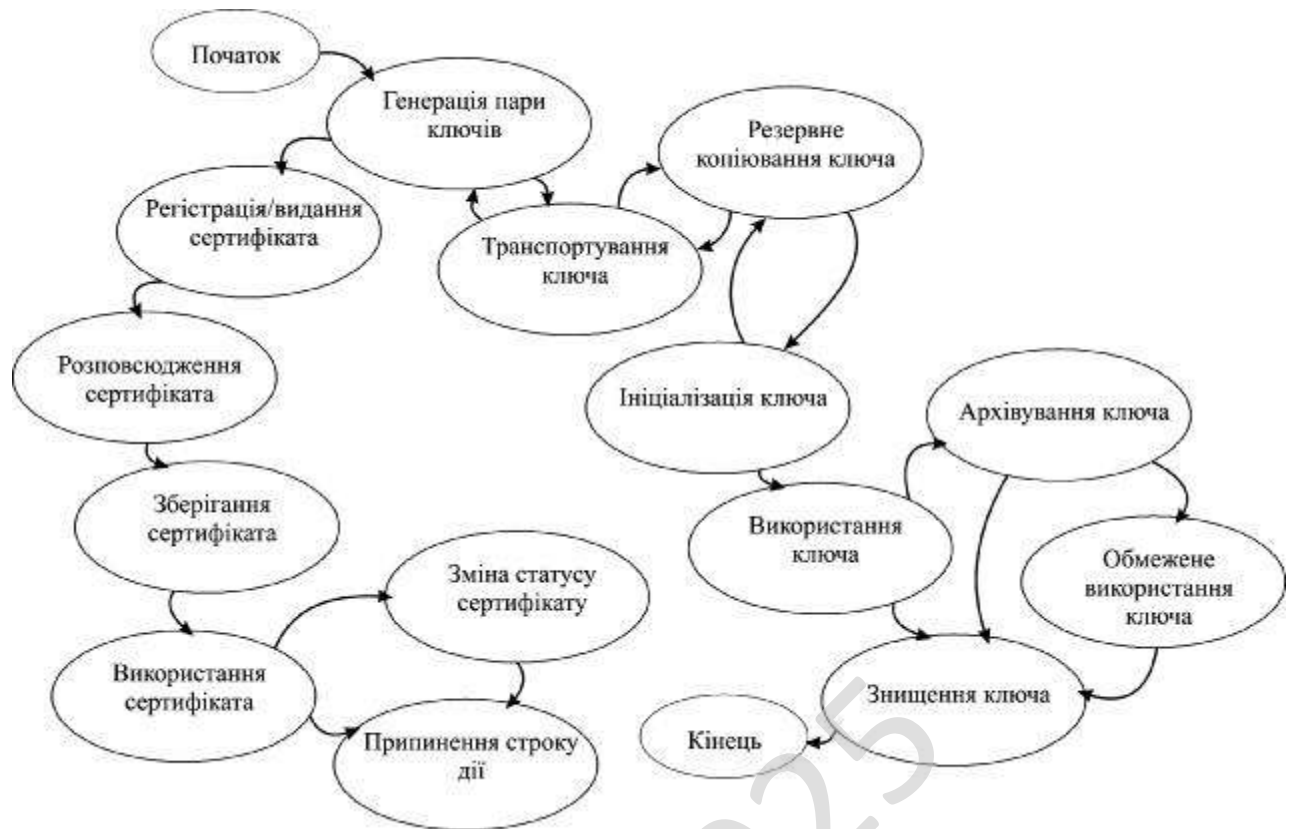 Початок
Генерація пари
ключів
Резервне
копіювання ключа
Регістрація/видання
сертифіката
Транспортування
ключа
Розповсюдження
сертифіката
Ініціалізація ключа
Архівування ключа
Зберігання
сертифіката
Використання
ключа
Зміна статусу
сертифікату
Обмежене
використання
ключа
Використання
сертифіката
Знищення ключа
Припинення строку
дії
Кінець
25